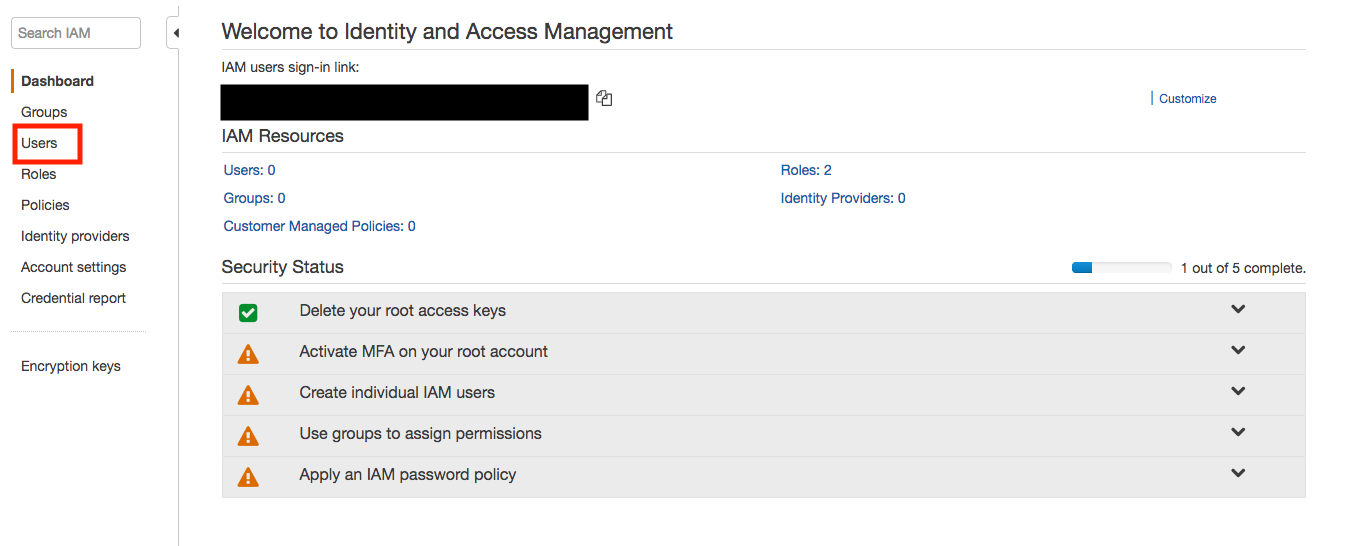 Search IAM
Dashboard
Groups
Users
Roles
Policies
Identity providers
Account settings
Credential report
Encryption keys
Welcome to Identity and Access Management
IAM users sign-in link:
Customize
IAM Resources
Users: 0
Roles: 2
Groups: 0
Identity Providers: 0
Customer Managed Policies: 0
Security Status
1 out of 5 complete.
Delete your root access keys
Activate MFA on your root account
Create individual IAM users
Use groups to assign permissions
Apply an IAM password policy